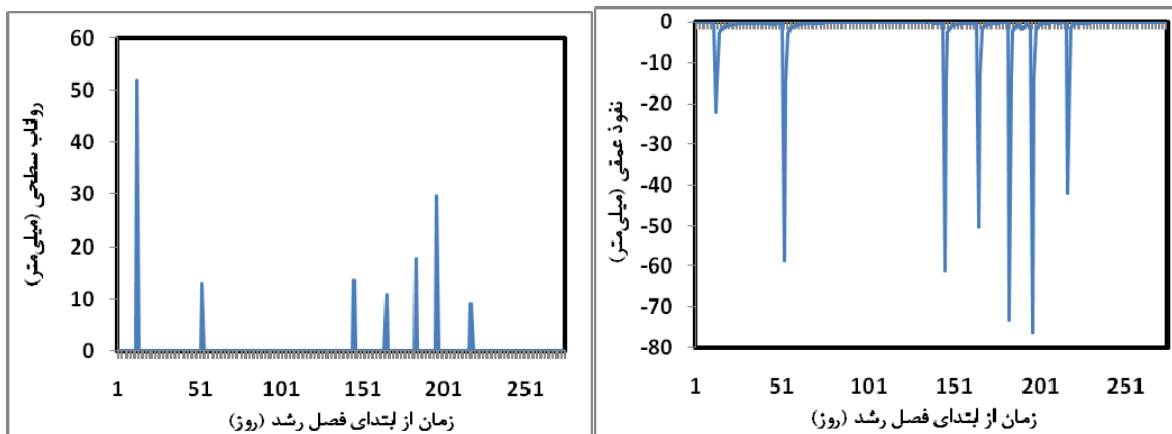 60
50
40
30
20
10
0
1 51 101 151 201 251
رواناب سطحی (میلی‌متر)
زمان از ابتدای فصل رشد (روز)
0
-10
-20
-30
-40
-50
-60
-70
-80
1 51 101 151 201 251
نفوذ عمقی (میلی‌متر)
زمان از ابتدای فصل رشد (روز)